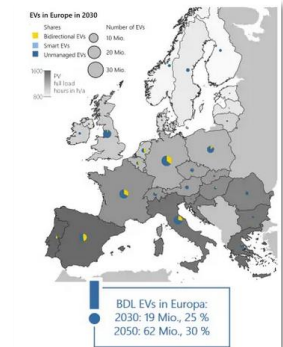 EVs in Europe in 2030
Shares
Bidirectional EVs
Smart EVs
Unmanaged EVs
Number of EVs
10 Mio.
20 Mio.
30 Mio.
1600
800
PV
full load
hours in h/a
BDL EVs in Europa:
2030: 19 Mio., 25 %
2050: 62 Mio., 30 %